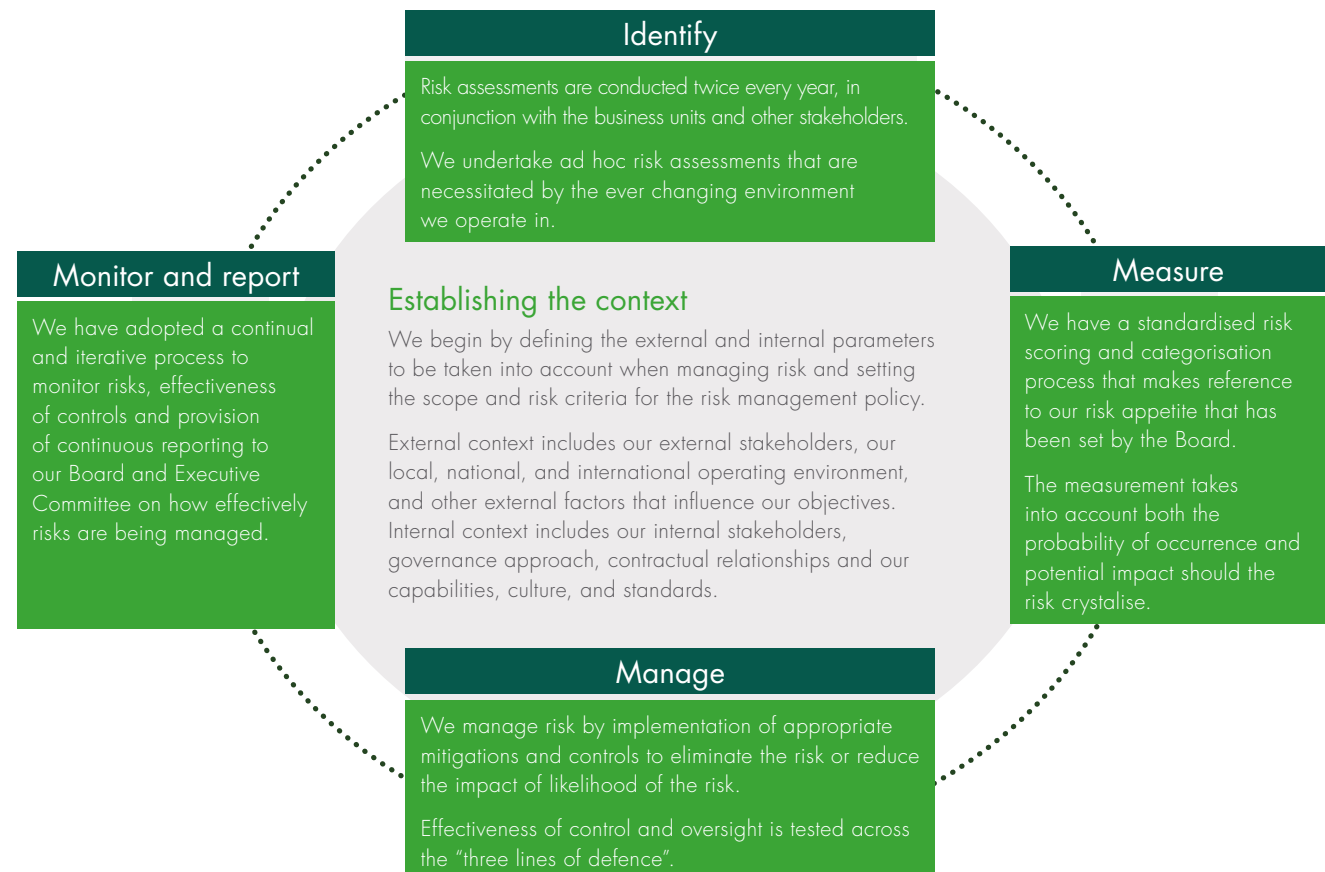 Identify
Risk assessments are conducted twice every year, in
conjunction with the business units and other stakeholders.
We undertake ad hoc risk assessments that are
necessitated by the ever changing environment
we operate in.
Measure
We have a standardised risk
scoring and categorisation
process that makes reference
to our risk appetite that has
been set by the Board.
The measurement takes
into account both the
probability of occurrence and
potential impact should the
risk crystalise.
Manage
We manage risk by implementation of appropriate
mitigations and controls to eliminate the risk or reduce
the impact of likelihood of the risk.
Effectiveness of control and oversight is tested across
the “three lines of defence”.
Monitor and report
We have adopted a continual
and iterative process to
monitor risks, effectiveness
of controls and provision
of continuous reporting to
our Board and Executive
Committee on how effectively
risks are being managed.
Establishing the context
We begin by defining the external and internal parameters
to be taken into account when managing risk and setting
the scope and risk criteria for the risk management policy.
External context includes our external stakeholders, our
local, national, and international operating environment,
and other external factors that influence our objectives.
Internal context includes our internal stakeholders,
governance approach, contractual relationships and our
capabilities, culture, and standards.